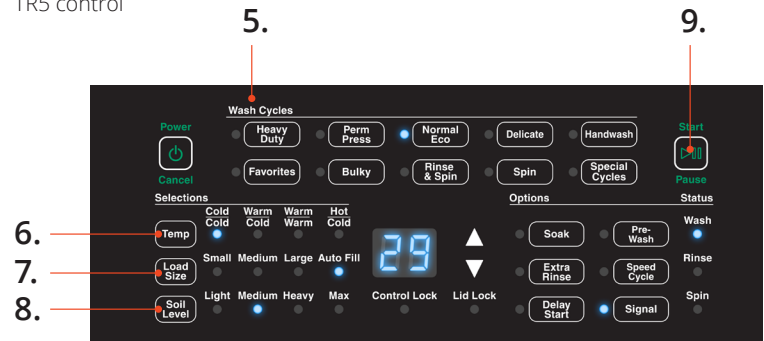 TR5 control
5.
9.
Wash Cycles
Power
Heavy
Duty
Perm
Press
Normal
Eco
Delicate
Handwash
Start
Cancel
Favorites
Bulky
Rinse
& Spin
Spin
Special
Cycles
Pause
Selections
Options
Status
6.
Temp
Cold
Cold
Warm
Cold
Warm
Warm
Hot
Cold
29
Soak
Pre-
Wash
Wash
7.
Load
Size
Small Medium Large Auto Fill
Extra
Rinse
Speed
Cycle
Rinse
8.
Soil
Level
Light Medium Heavy Max
Control Lock
Lid Lock
Delay
Start
Signal
Spin